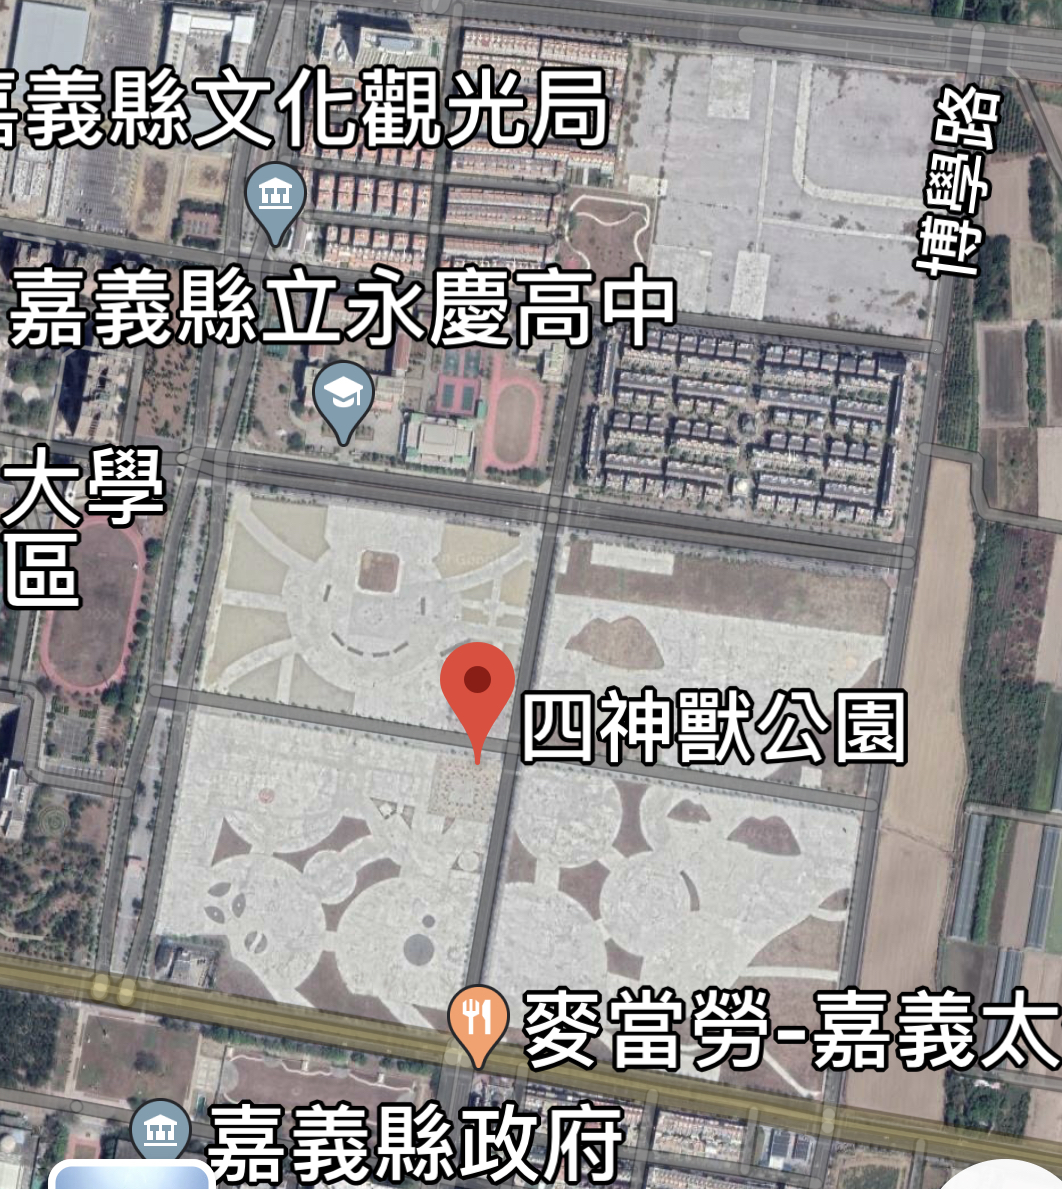 嘉義縣文化觀光局
博學路
嘉義縣立永慶高中
大學
區
四神獸公園
麥當勞-嘉義太
嘉義縣政府